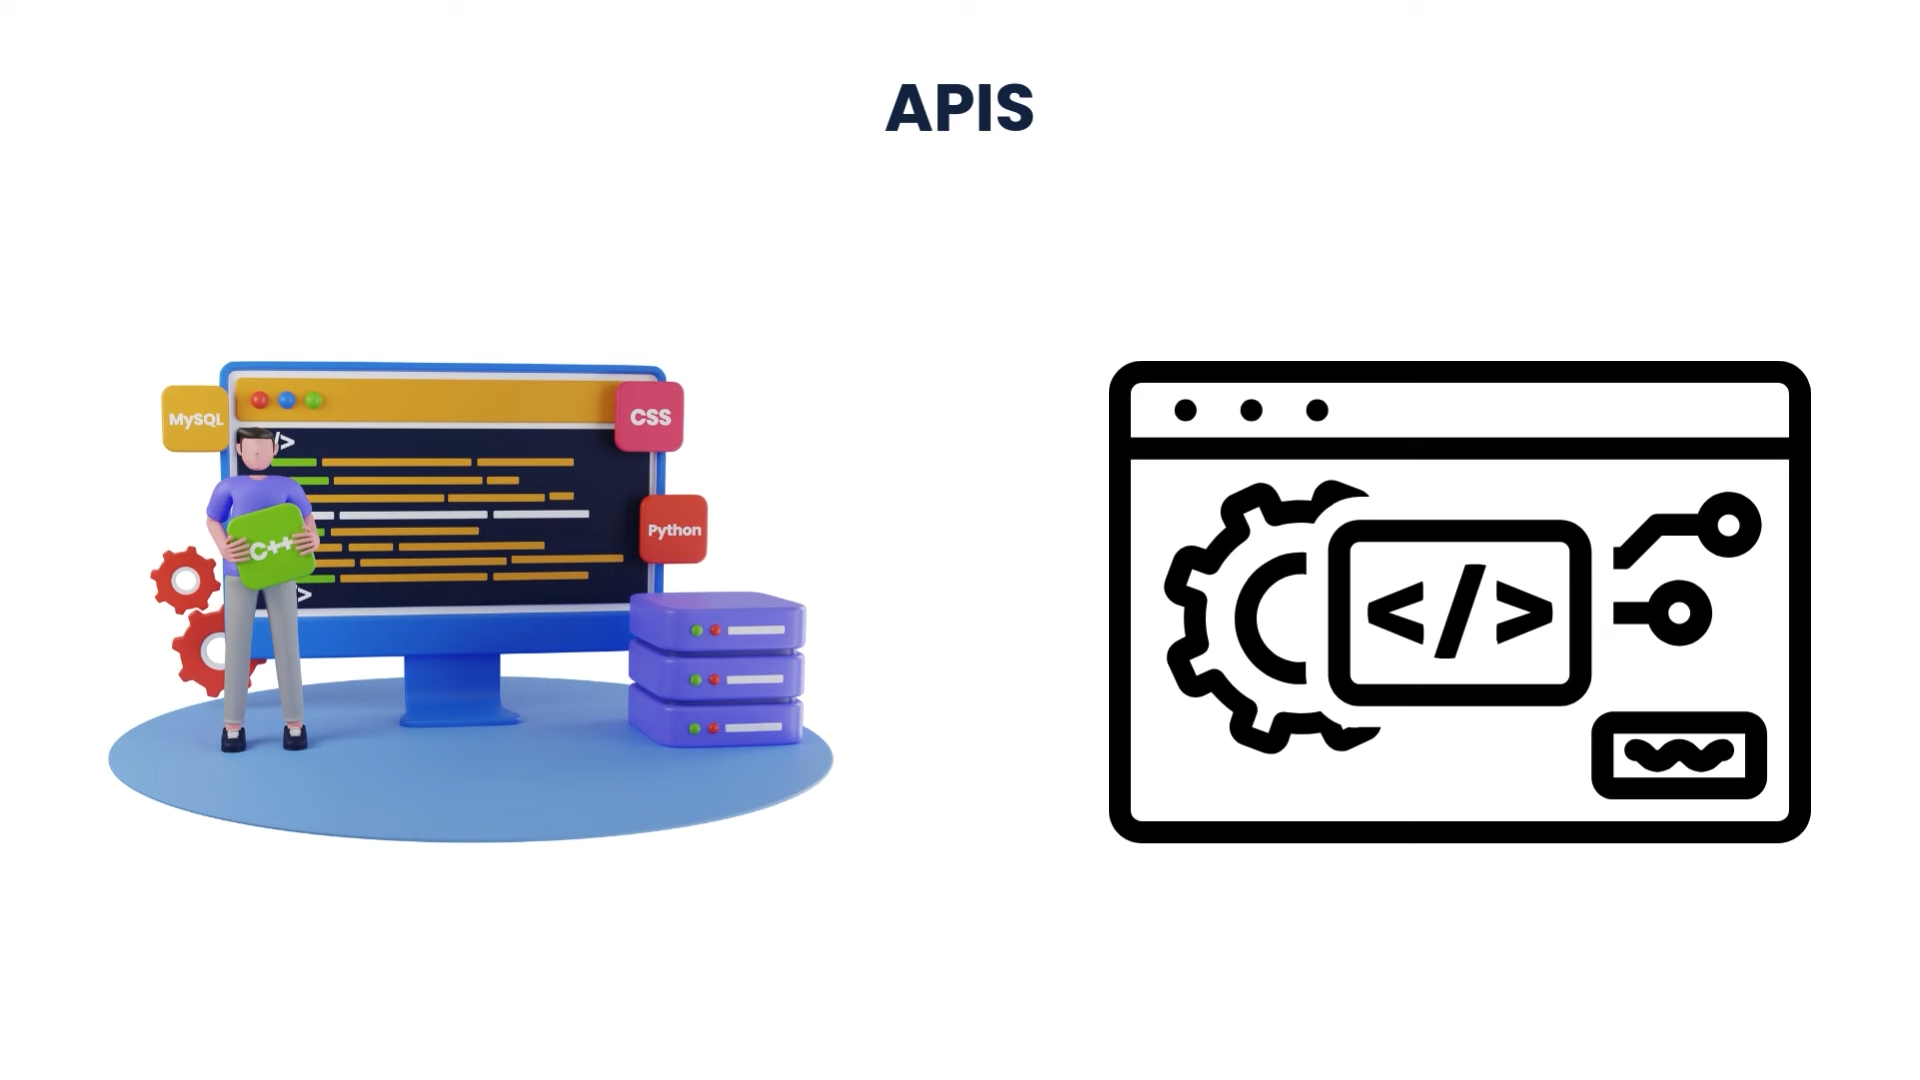 APIS
MySQL
CSS
/>
Python
C++
>
</>